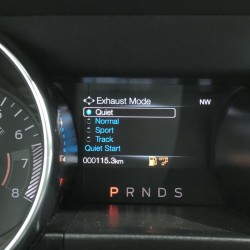 Exhaust Mode
NW
Quiet
Normal
Sport
Track
Quiet Start
000115.3km
P R N D S
6
7
8